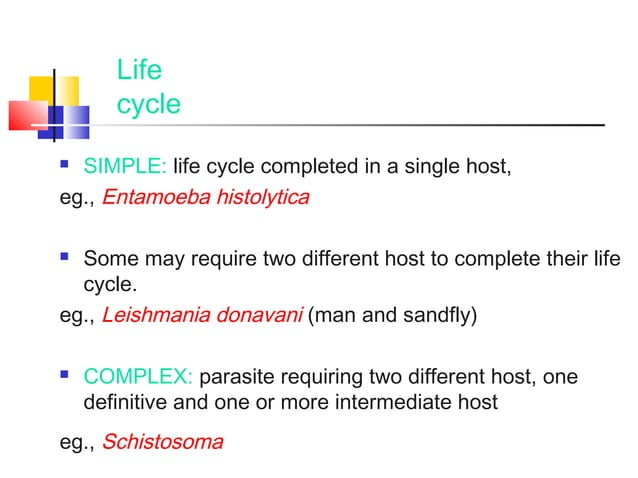 Life
cycle
SIMPLE: life cycle completed in a single host,
eg., Entamoeba histolytica
Some may require two different host to complete their life
cycle.
eg., Leishmania donavani (man and sandfly)
COMPLEX: parasite requiring two different host, one
definitive and one or more intermediate host
eg., Schistosoma